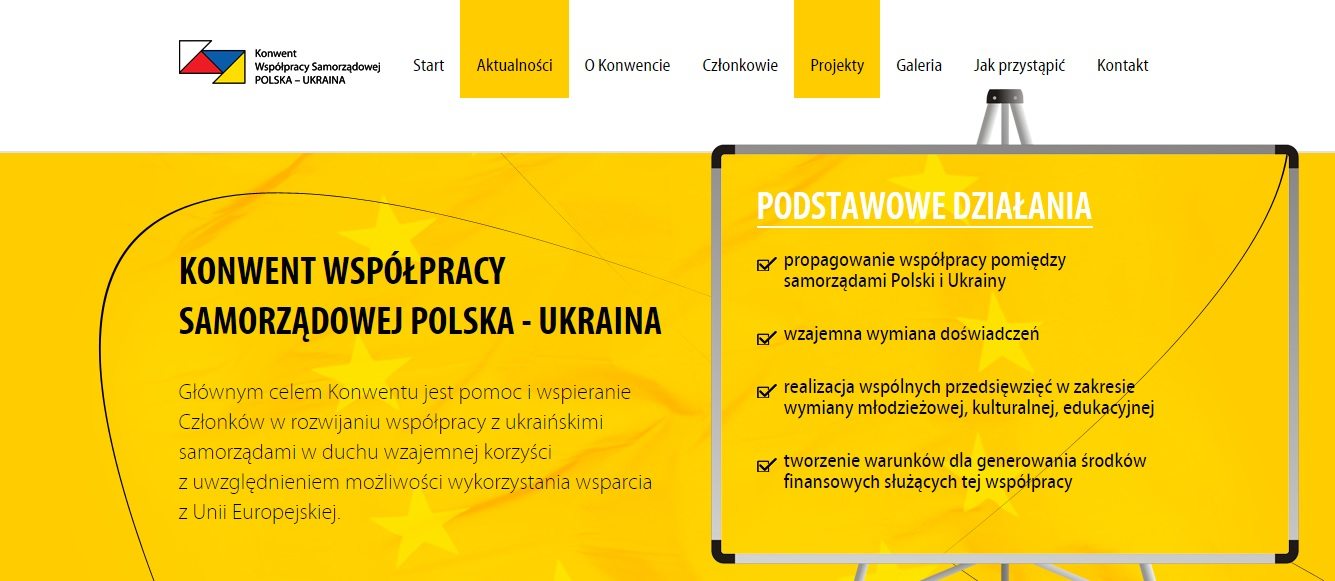 Konwent
Współpracy Samorządowej
POLSKA – UKRAINA
Start
Aktualności
O Konwencie
Członkowie
Projekty
Galeria
Jak przystąpić
Kontakt
KONWENT WSPÓŁPRACY
SAMORZĄDOWEJ POLSKA - UKRAINA
Głównym celem Konwentu jest pomoc i wspieranie
Członków w rozwijaniu współpracy z ukraińskimi
samorządami w duchu wzajemnej korzyści
z uwzględnieniem możliwości wykorzystania wsparcia
z Unii Europejskiej.
PODSTAWOWE DZIAŁANIA
propagowanie współpracy pomiędzy
samorządami Polski i Ukrainy
wzajemna wymiana doświadczeń
realizacja wspólnych przedsięwzięć w zakresie
wymiany młodzieżowej, kulturalnej, edukacyjnej
tworzenie warunków dla generowania środków
finansowych służących tej współpracy